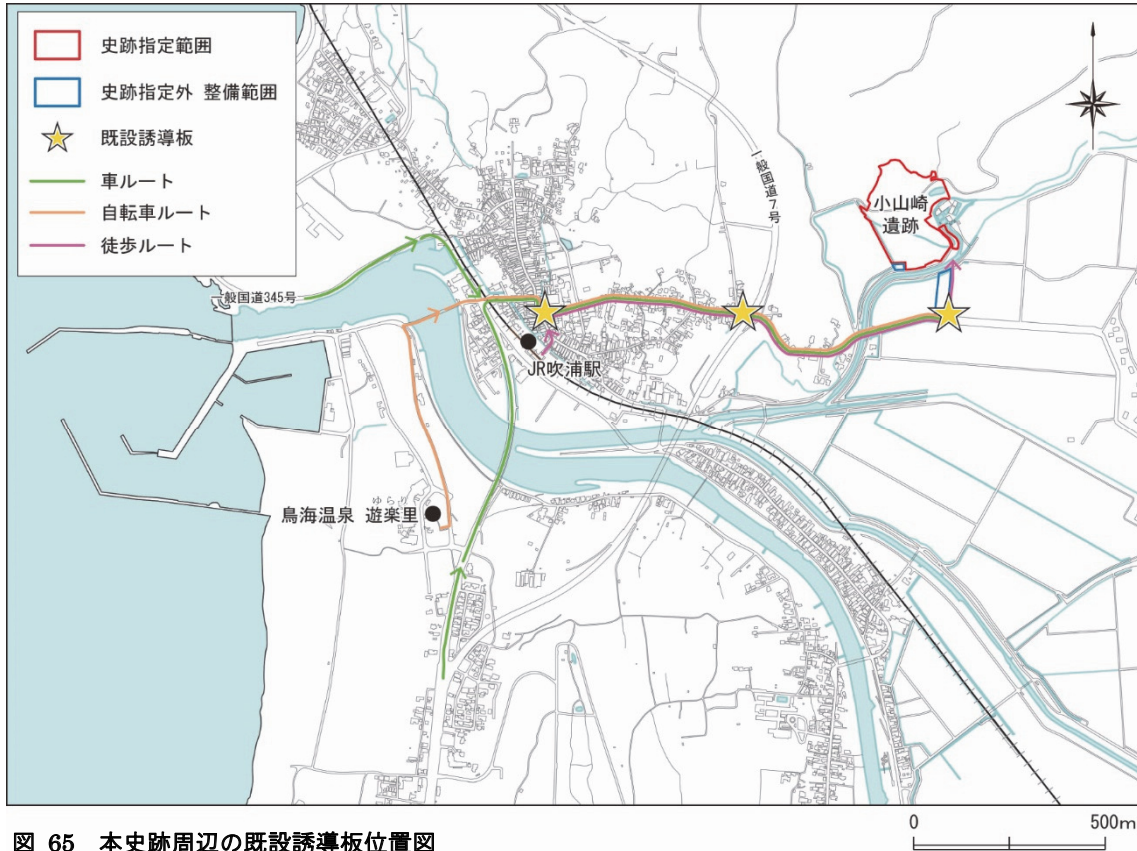 史跡指定範囲
史跡指定外 整備範囲
既設誘導板
車ルート
自転車ルート
徒歩ルート
一般国道7号
小山崎
遺跡
一般国道345号
JR吹浦駅
ゆらり
鳥海温泉 遊楽里
0 500m
図 65 本史跡周辺の既設誘導板位置図